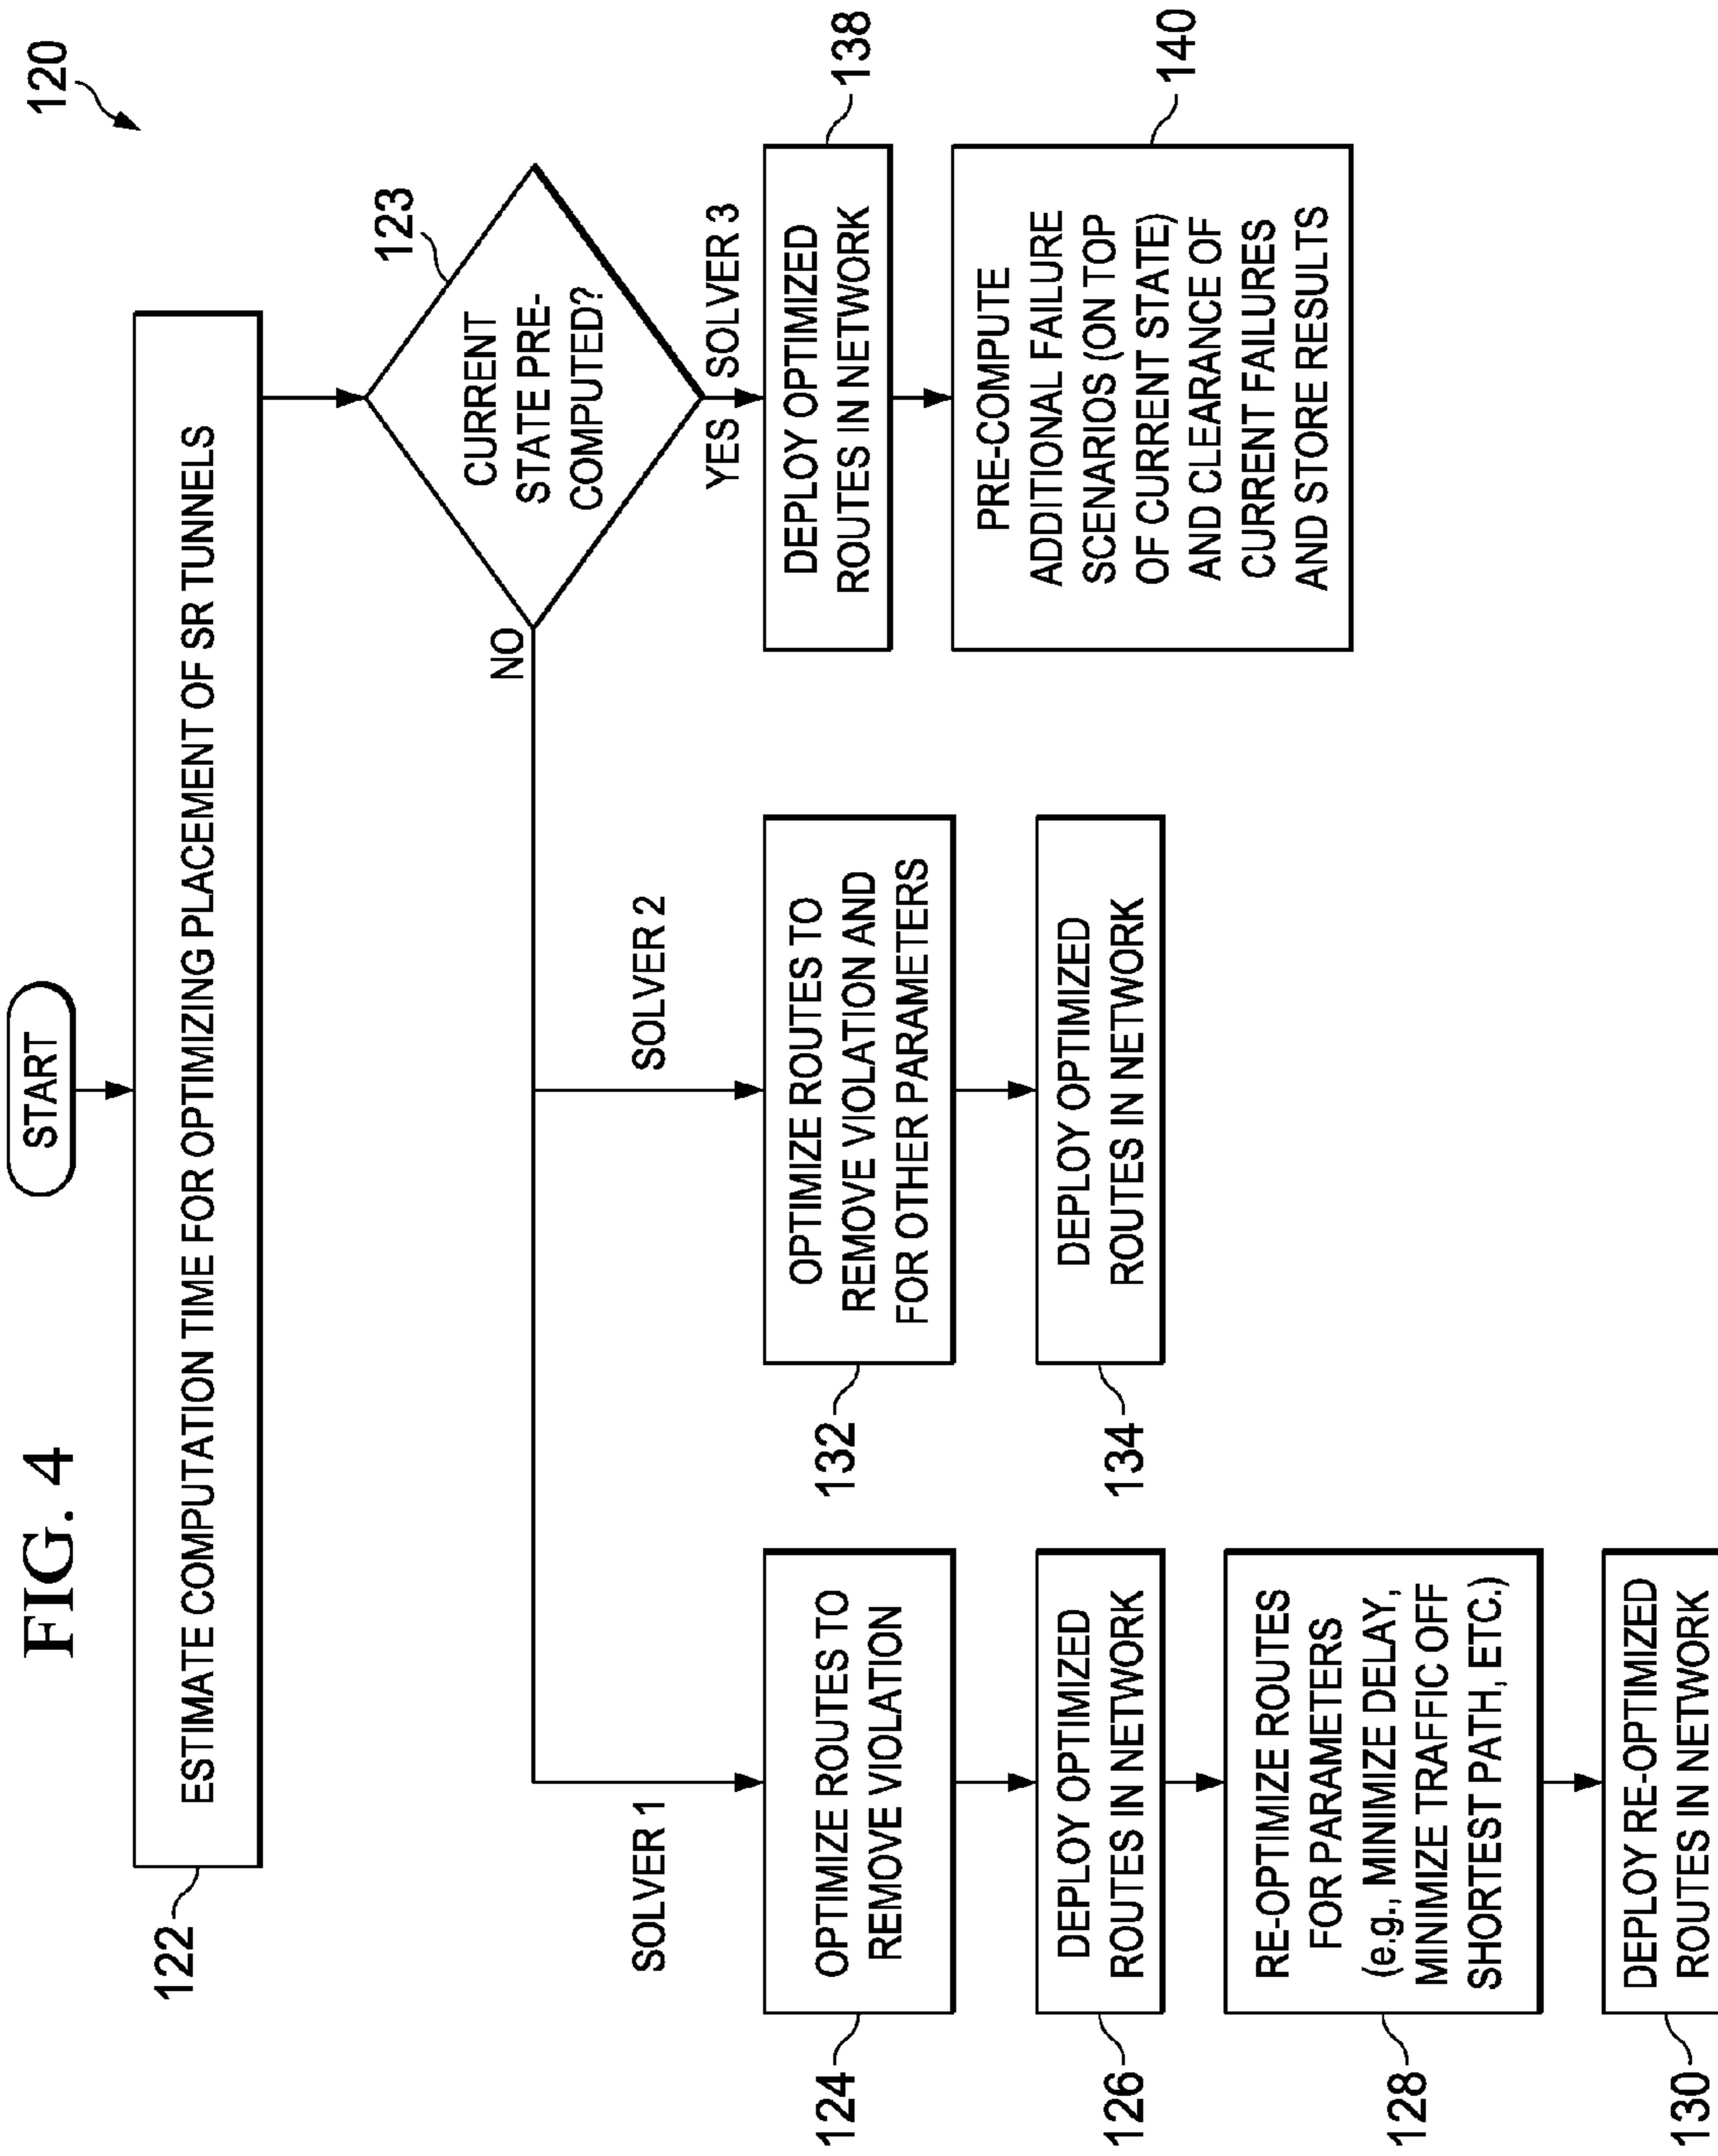 FIG. 4
START
120
122
ESTIMATE COMPUTATION TIME FOR OPTIMIZING PLACEMENT OF SR TUNNELS
123
CURRENT
STATE PRE-
COMPUTED?
NO
YES
SOLVER 3
SOLVER 1
SOLVER 2
124
OPTIMIZE ROUTES TO
REMOVE VIOLATION
126
DEPLOY OPTIMIZED
ROUTES IN NETWORK
128
RE-OPTIMIZE ROUTES
FOR PARAMETERS
(e.g., MINIMIZE DELAY,
MINIMIZE TRAFFIC OFF
SHORTEST PATH, ETC.)
130
DEPLOY RE-OPTIMIZED
ROUTES IN NETWORK
132
OPTIMIZE ROUTES TO
REMOVE VIOLATION AND
FOR OTHER PARAMETERS
134
DEPLOY OPTIMIZED
ROUTES IN NETWORK
138
DEPLOY OPTIMIZED
ROUTES IN NETWORK
140
PRE-COMPUTE
ADDITIONAL FAILURE
SCENARIOS (ON TOP
OF CURRENT STATE)
AND CLEARANCE OF
CURRENT FAILURES
AND STORE RESULTS